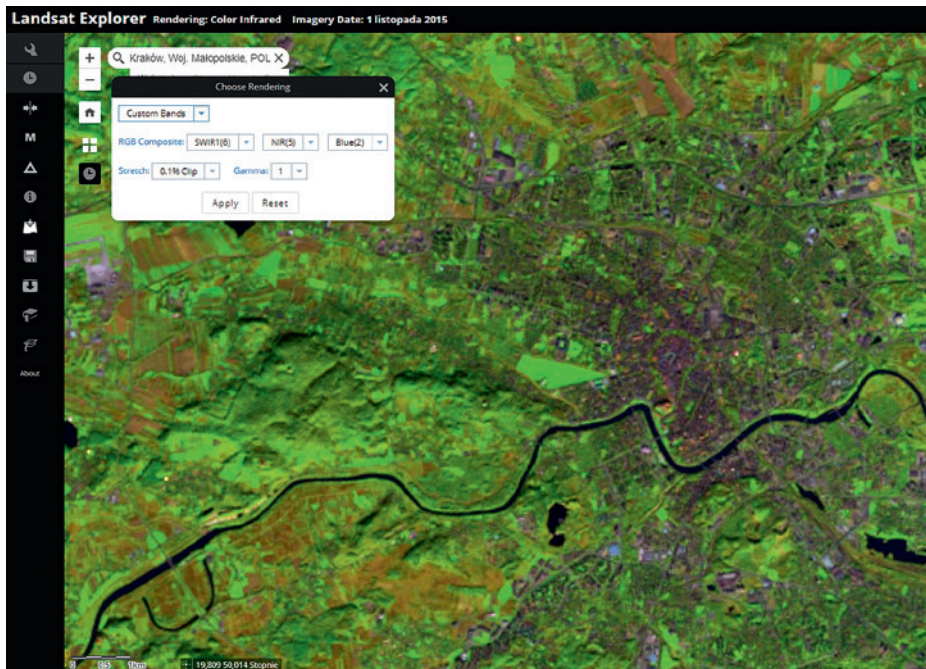 Landsat Explorer Rendering: Color Infrared Imagery Date: 1 listopada 2015
+ Kraków, Woj. Małopolskie, POL X
−
Choose Rendering X
Custom Bands
RGB Composite: SWIR1(6) NIR(5) Blue(2)
Stretch: 0.1% Clip Gamma: 1
Apply Reset
M
About
0 0.5 1km
19,809 50,014 Stopnie